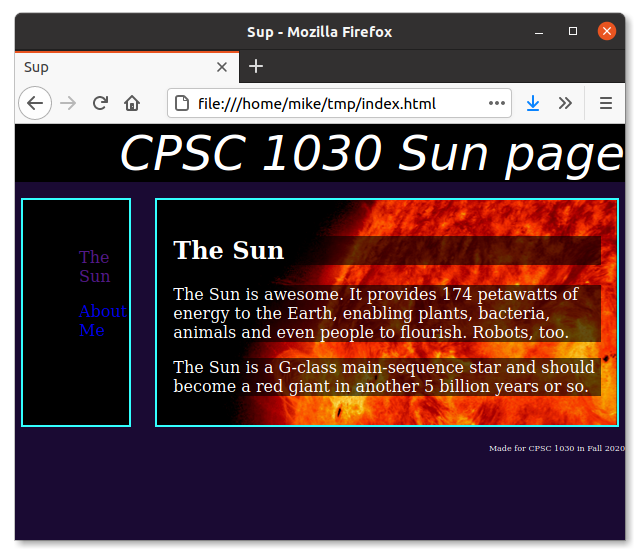 Sup - Mozilla Firefox
Sup
file:///home/mike/tmp/index.html
CPSC 1030 Sun page
The
Sun
About
Me
The Sun
The Sun is awesome. It provides 174 petawatts of
energy to the Earth, enabling plants, bacteria,
animals and even people to flourish. Robots, too.
The Sun is a G-class main-sequence star and should
become a red giant in another 5 billion years or so.
Made for CPSC 1030 in Fall 2020